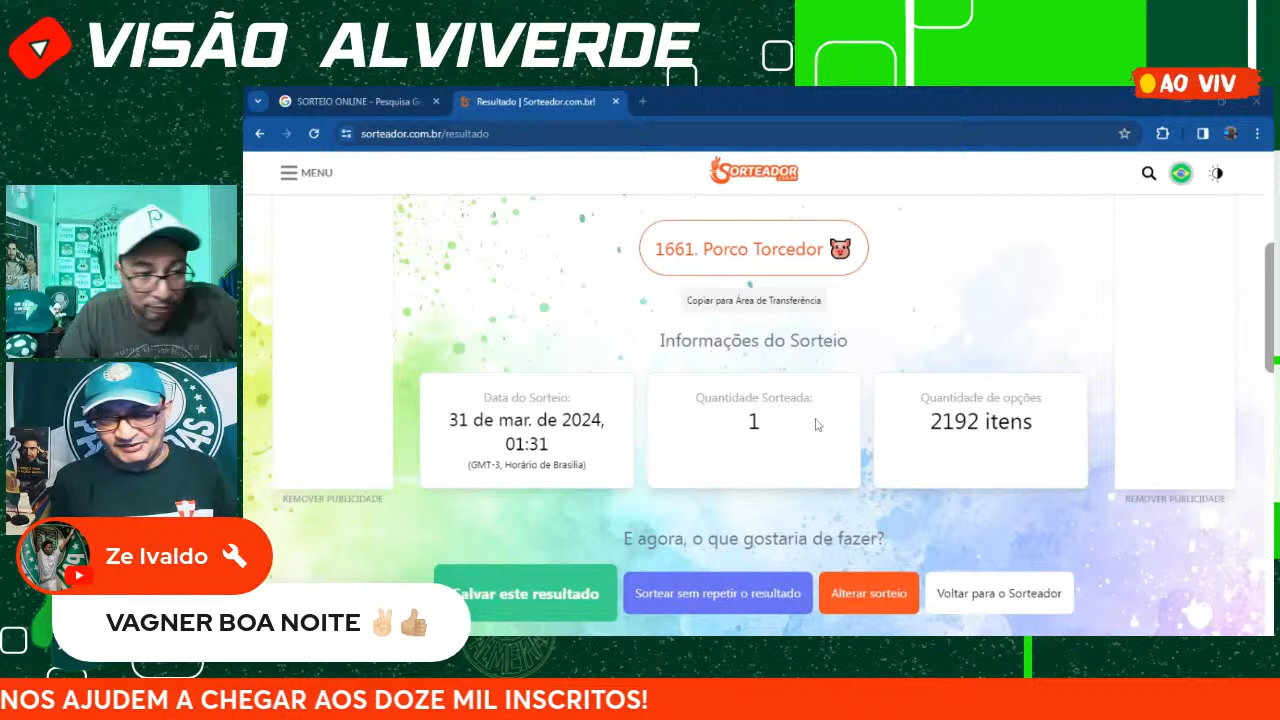 VISÃO ALVIVERDE
AO VIV
SORTEIO ONLINE - Pesquisa G
Resultado | Sorteador.com.br!
sorteador.com.br/resultado
MENU
SORTEADOR
.COM.BR
1661. Porco Torcedor 🐷
Copiar para Área de Transferência
Informações do Sorteio
Data do Sorteio:
31 de mar. de 2024,
01:31
(GMT-3, Horário de Brasilia)
Quantidade Sorteada:
1
Quantidade de opções
2192 itens
REMOVER PUBLICIDADE
REMOVER PUBLICIDADE
E agora, o que gostaria de fazer?
Salvar este resultado
Sortear sem repetir o resultado
Alterar sorteio
Voltar para o Sorteador
Ze Ivaldo
VAGNER BOA NOITE ✌🏼👍🏼
NOS AJUDEM A CHEGAR AOS DOZE MIL INSCRITOS!